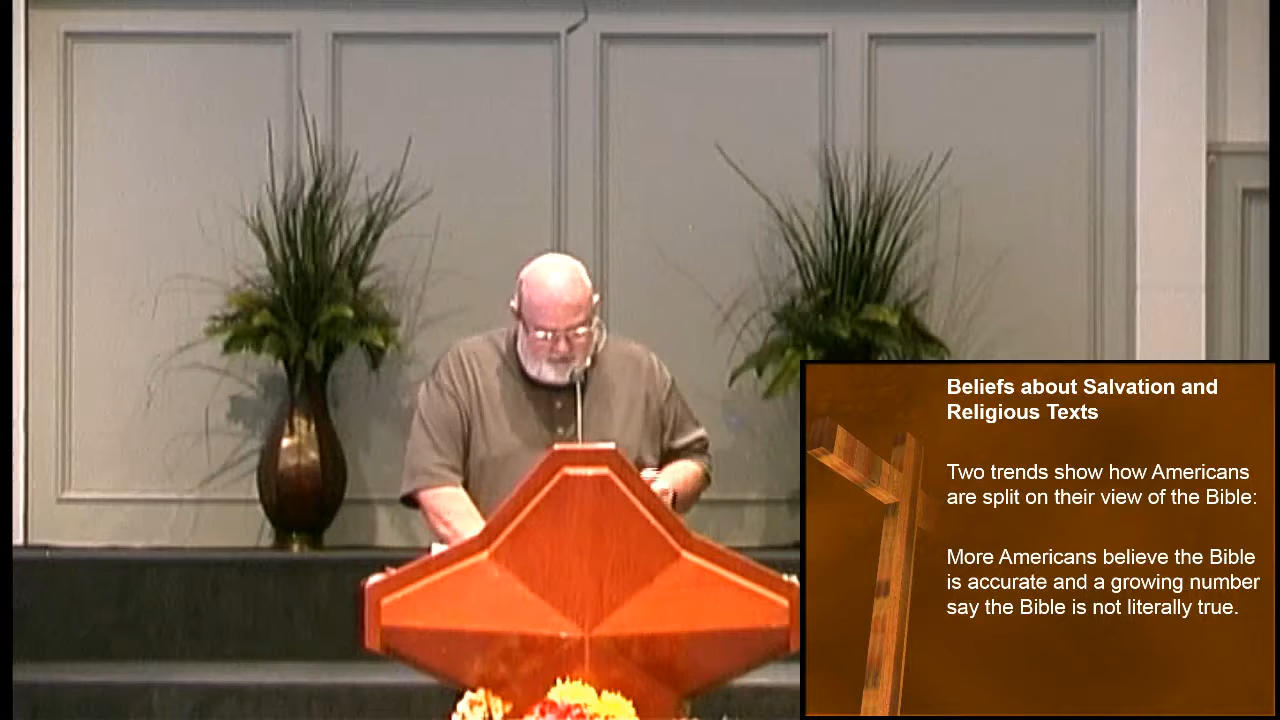 Beliefs about Salvation and
Religious Texts
Two trends show how Americans
are split on their view of the Bible:
More Americans believe the Bible
is accurate and a growing number
say the Bible is not literally true.